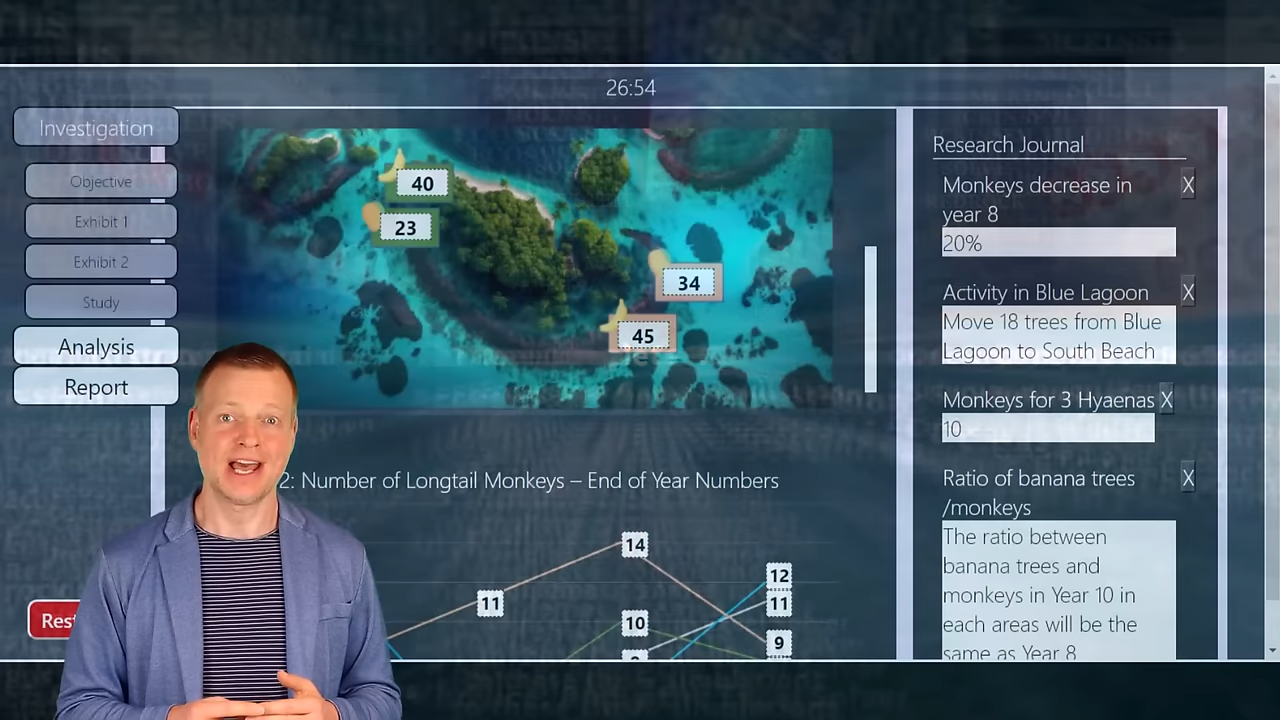 26:54
Investigation
Objective
Exhibit 1
Exhibit 2
Study
Analysis
Report
40
23
34
45
2: Number of Longtail Monkeys – End of Year Numbers
14
11
10
12
11
9
Research Journal
Monkeys decrease in
year 8
X
20%
Activity in Blue Lagoon
X
Move 18 trees from Blue
Lagoon to South Beach
Monkeys for 3 Hyaenas
X
10
Ratio of banana trees
/monkeys
X
The ratio between
banana trees and
monkeys in Year 10 in
each areas will be the
same as Year 8